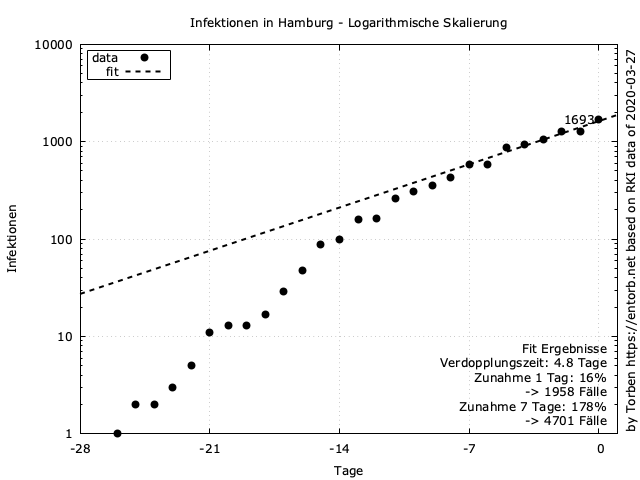 Infektionen in Hamburg - Logarithmische Skalierung
10000
1000
100
10
1
data
fit
1693
Infektionen
Fit Ergebnisse
Verdopplungszeit: 4.8 Tage
Zunahme 1 Tag: 16%
-> 1958 Fälle
Zunahme 7 Tage: 178%
-> 4701 Fälle
-28 -21 -14 -7 0
Tage
by Torben https://entorb.net based on RKI data of 2020-03-27